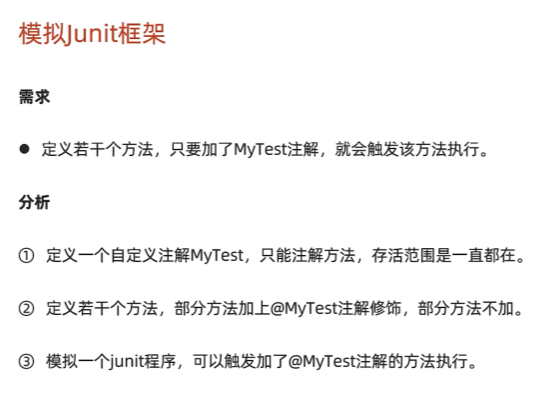 模拟Junit框架
需求
● 定义若干个方法，只要加了MyTest注解，就会触发该方法执行。
分析
① 定义一个自定义注解MyTest，只能注解方法，存活范围是一直都在。
② 定义若干个方法，部分方法加上@MyTest注解修饰，部分方法不加。
③ 模拟一个junit程序，可以触发加了@MyTest注解的方法执行。